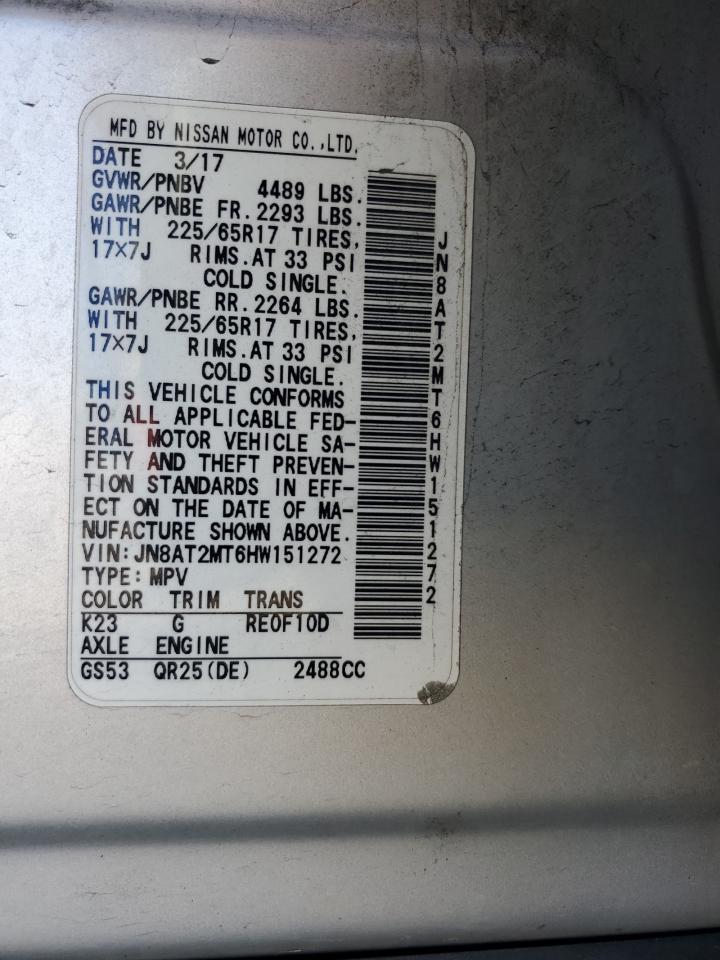 MFD BY NISSAN MOTOR CO.,LTD.
DATE 3/17
GVWR/PNBV 4489 LBS.
GAWR/PNBE FR. 2293 LBS.
WITH 225/65R17 TIRES,
17×7J RIMS. AT 33 PSI
COLD SINGLE.
GAWR/PNBE RR. 2264 LBS.
WITH 225/65R17 TIRES,
17×7J RIMS. AT 33 PSI
COLD SINGLE.
THIS VEHICLE CONFORMS
TO ALL APPLICABLE FED-
ERAL MOTOR VEHICLE SA-
FETY AND THEFT PREVEN-
TION STANDARDS IN EFF-
ECT ON THE DATE OF MA-
NUFACTURE SHOWN ABOVE.
VIN: JN8AT2MT6HW151272
TYPE: MPV
COLOR TRIM TRANS
K23 G RE0F10D
AXLE ENGINE
GS53 QR25(DE) 2488CC
JN8AT2MT6HW151272